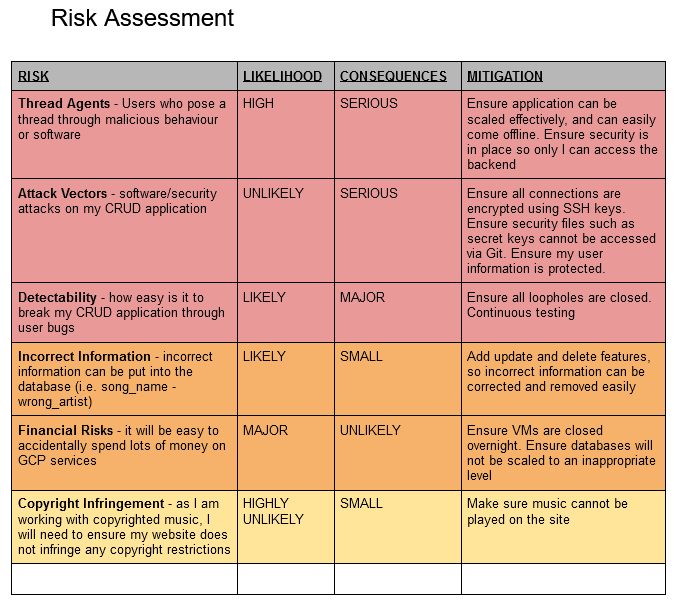 Risk Assessment
RISK LIKELIHOOD CONSEQUENCES MITIGATION
Thread Agents - Users who pose a
thread through malicious behaviour
or software
HIGH
SERIOUS
Ensure application can be
scaled effectively, and can easily
come offline. Ensure security is
in place so only I can access the
backend
Attack Vectors - software/security
attacks on my CRUD application
UNLIKELY
SERIOUS
Ensure all connections are
encrypted using SSH keys.
Ensure security files such as
secret keys cannot be accessed
via Git. Ensure my user
information is protected.
Detectability - how easy is it to
break my CRUD application through
user bugs
LIKELY
MAJOR
Ensure all loopholes are closed.
Continuous testing
Incorrect Information - incorrect
information can be put into the
database (i.e. song_name -
wrong_artist)
LIKELY
SMALL
Add update and delete features,
so incorrect information can be
corrected and removed easily
Financial Risks - it will be easy to
accidentally spend lots of money on
GCP services
MAJOR
UNLIKELY
Ensure VMs are closed
overnight. Ensure databases will
not be scaled to an inappropriate
level
Copyright Infringement - as I am
working with copyrighted music, I
will need to ensure my website does
not infringe any copyright restrictions
HIGHLY
UNLIKELY
SMALL
Make sure music cannot be
played on the site